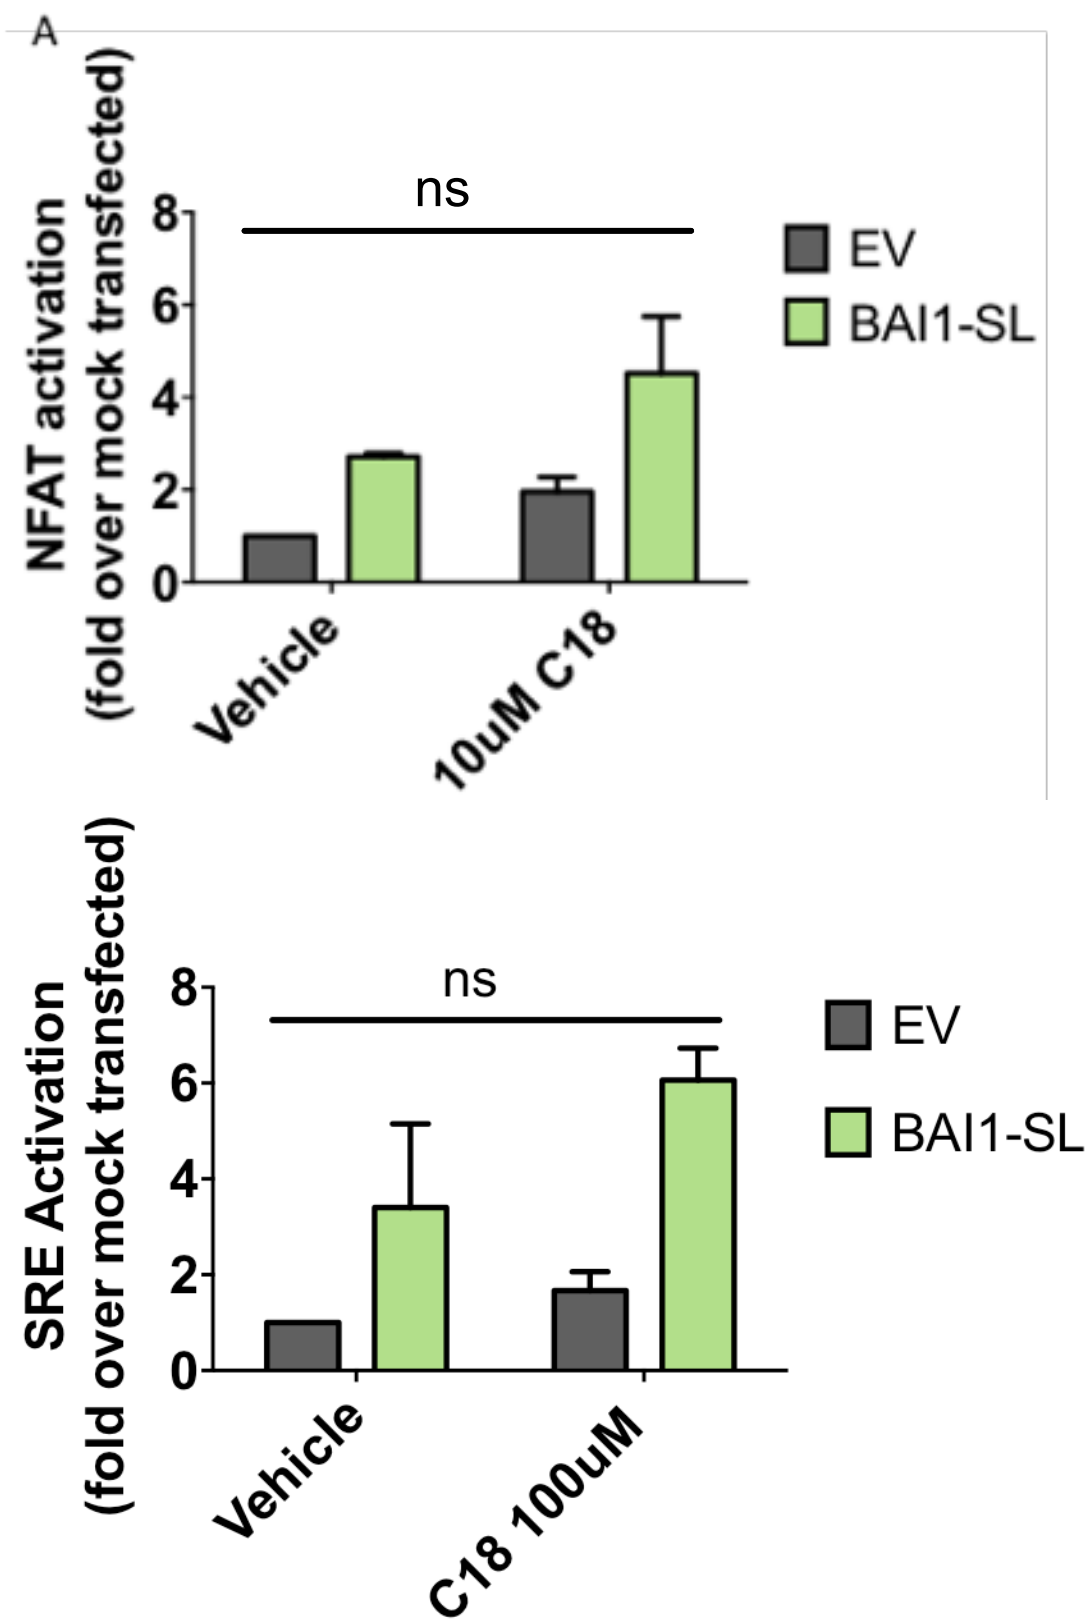 A
NFAT activation
(fold over mock transfected)
ns
8
6
4
2
0
EV
BAI1-SL
Vehicle
10uM C18
SRE Activation
(fold over mock transfected)
ns
8
6
4
2
0
EV
BAI1-SL
Vehicle
C18 100uM